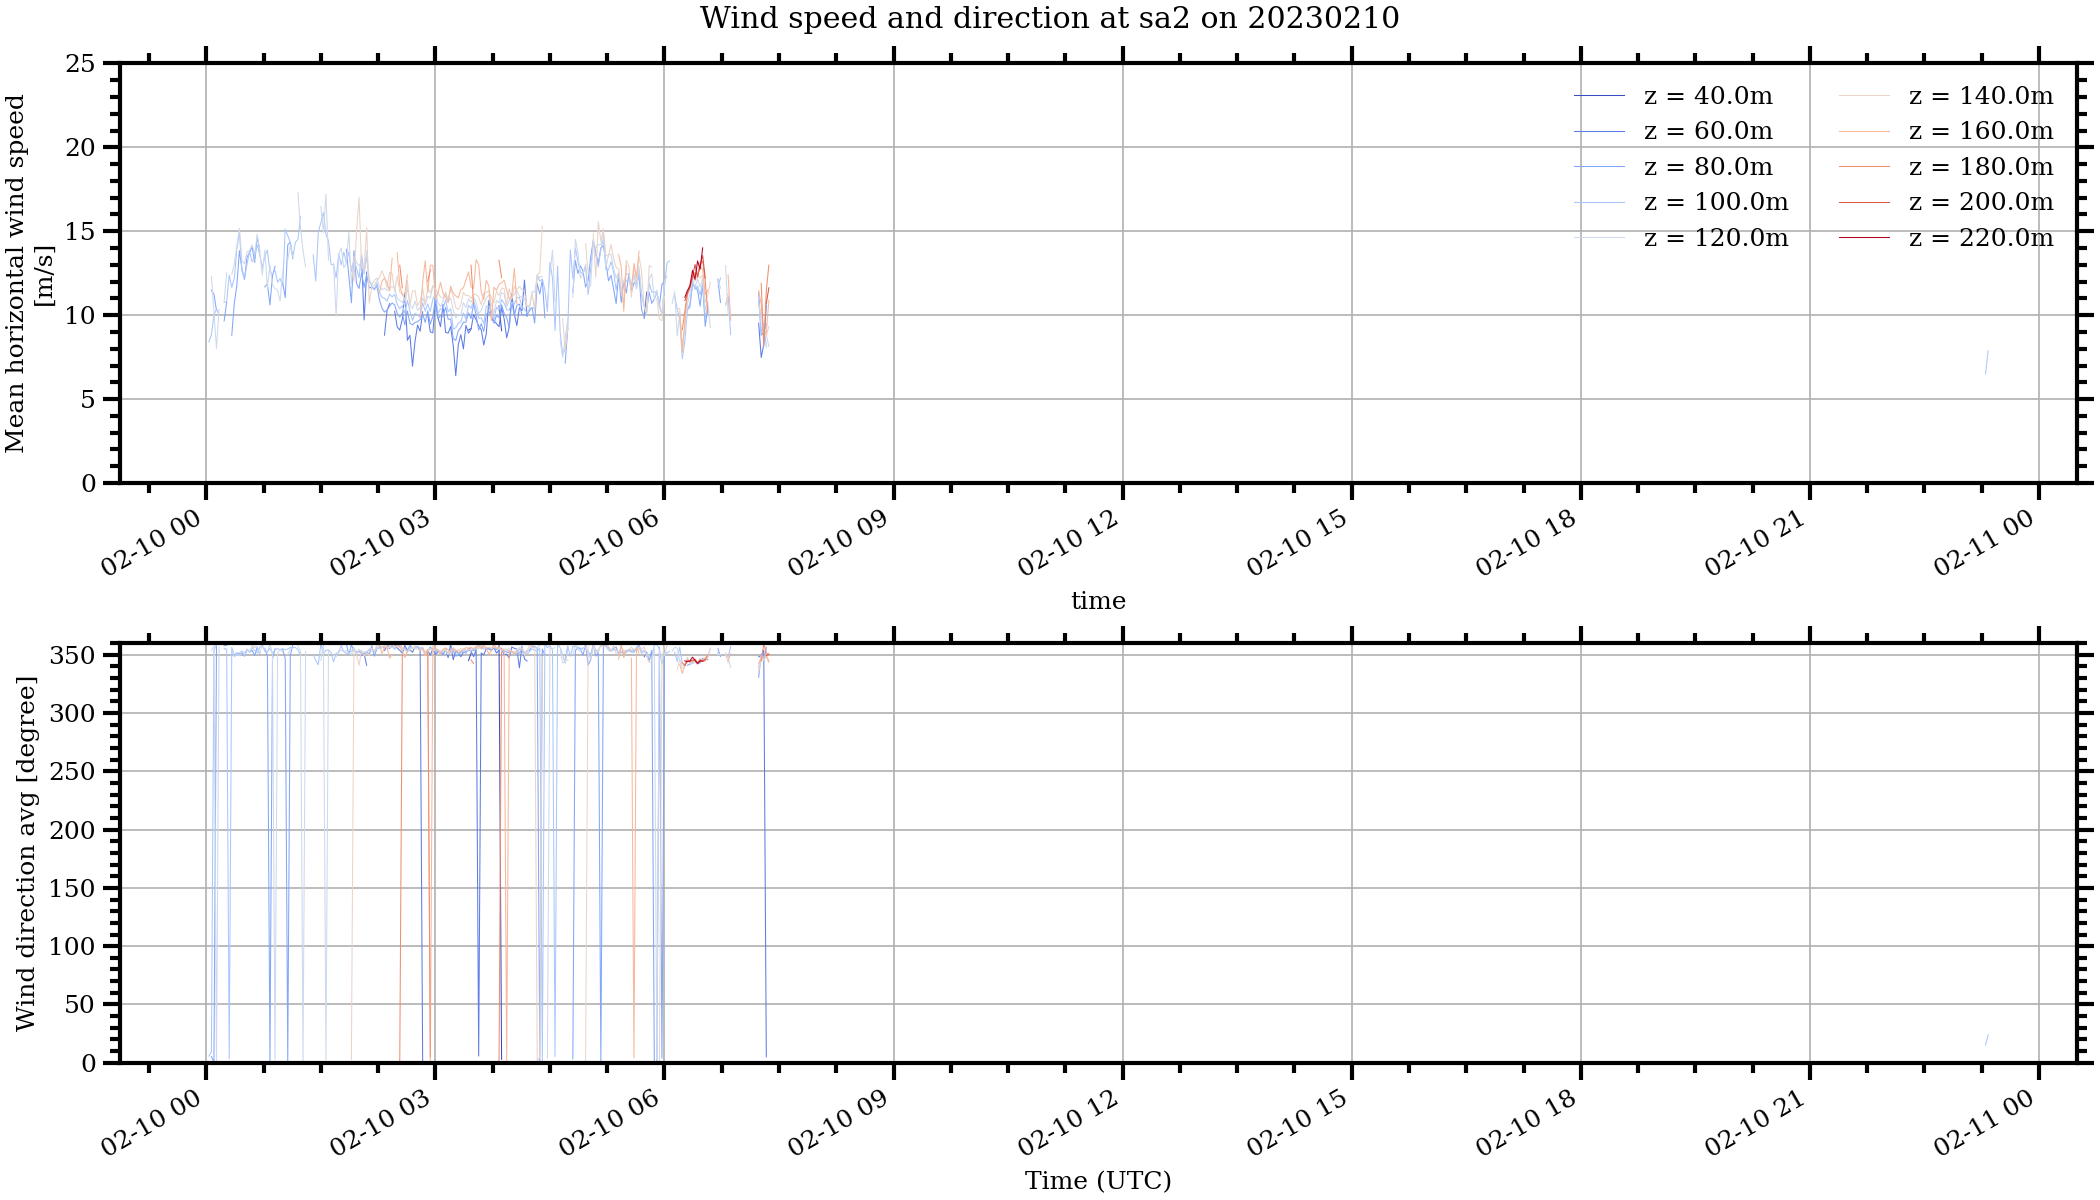 Wind speed and direction at sa2 on 20230210
Mean horizontal wind speed
[m/s]
25
20
15
10
5
0
z = 40.0m
z = 60.0m
z = 80.0m
z = 100.0m
z = 120.0m
z = 140.0m
z = 160.0m
z = 180.0m
z = 200.0m
z = 220.0m
02-10 00
02-10 03
02-10 06
02-10 09
02-10 12
02-10 15
02-10 18
02-10 21
02-11 00
time
Wind direction avg [degree]
350
300
250
200
150
100
50
0
02-10 00
02-10 03
02-10 06
02-10 09
02-10 12
02-10 15
02-10 18
02-10 21
02-11 00
Time (UTC)